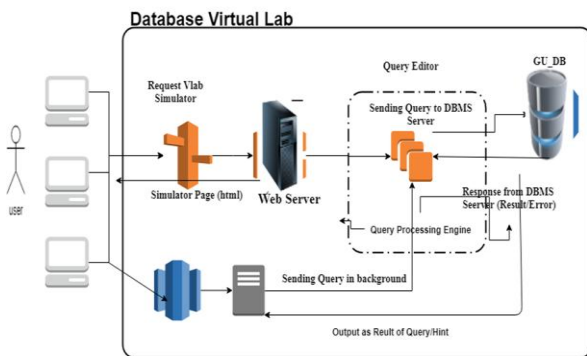 Database Virtual Lab
GU_DB
Query Editor
Request Vlab
Simulator
Sending Query to DBMS
Server
user
Simulator Page (html)
Web Server
Response from DBMS
Seerver (Result/Error)
Query Processing Engine
Sending Query in background
Output as Reult of Query/Hint